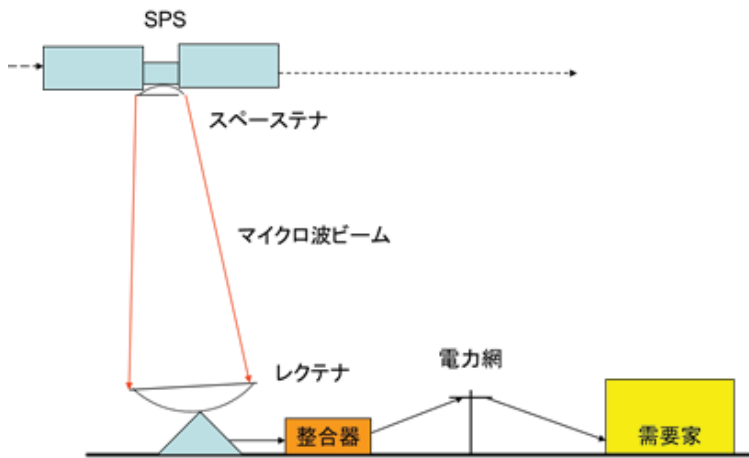 SPS
スペーステナ
マイクロ波ビーム
レクテナ
電力網
整合器
需要家